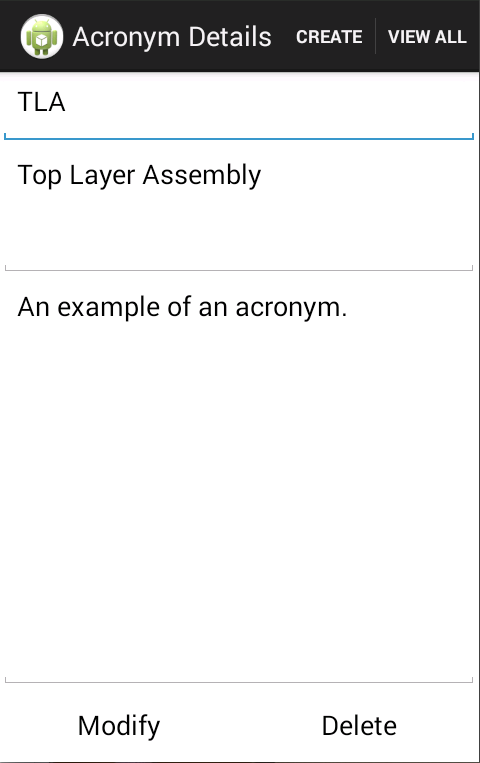 Acronym Details CREATE VIEW ALL
TLA
Top Layer Assembly
An example of an acronym.
Modify Delete